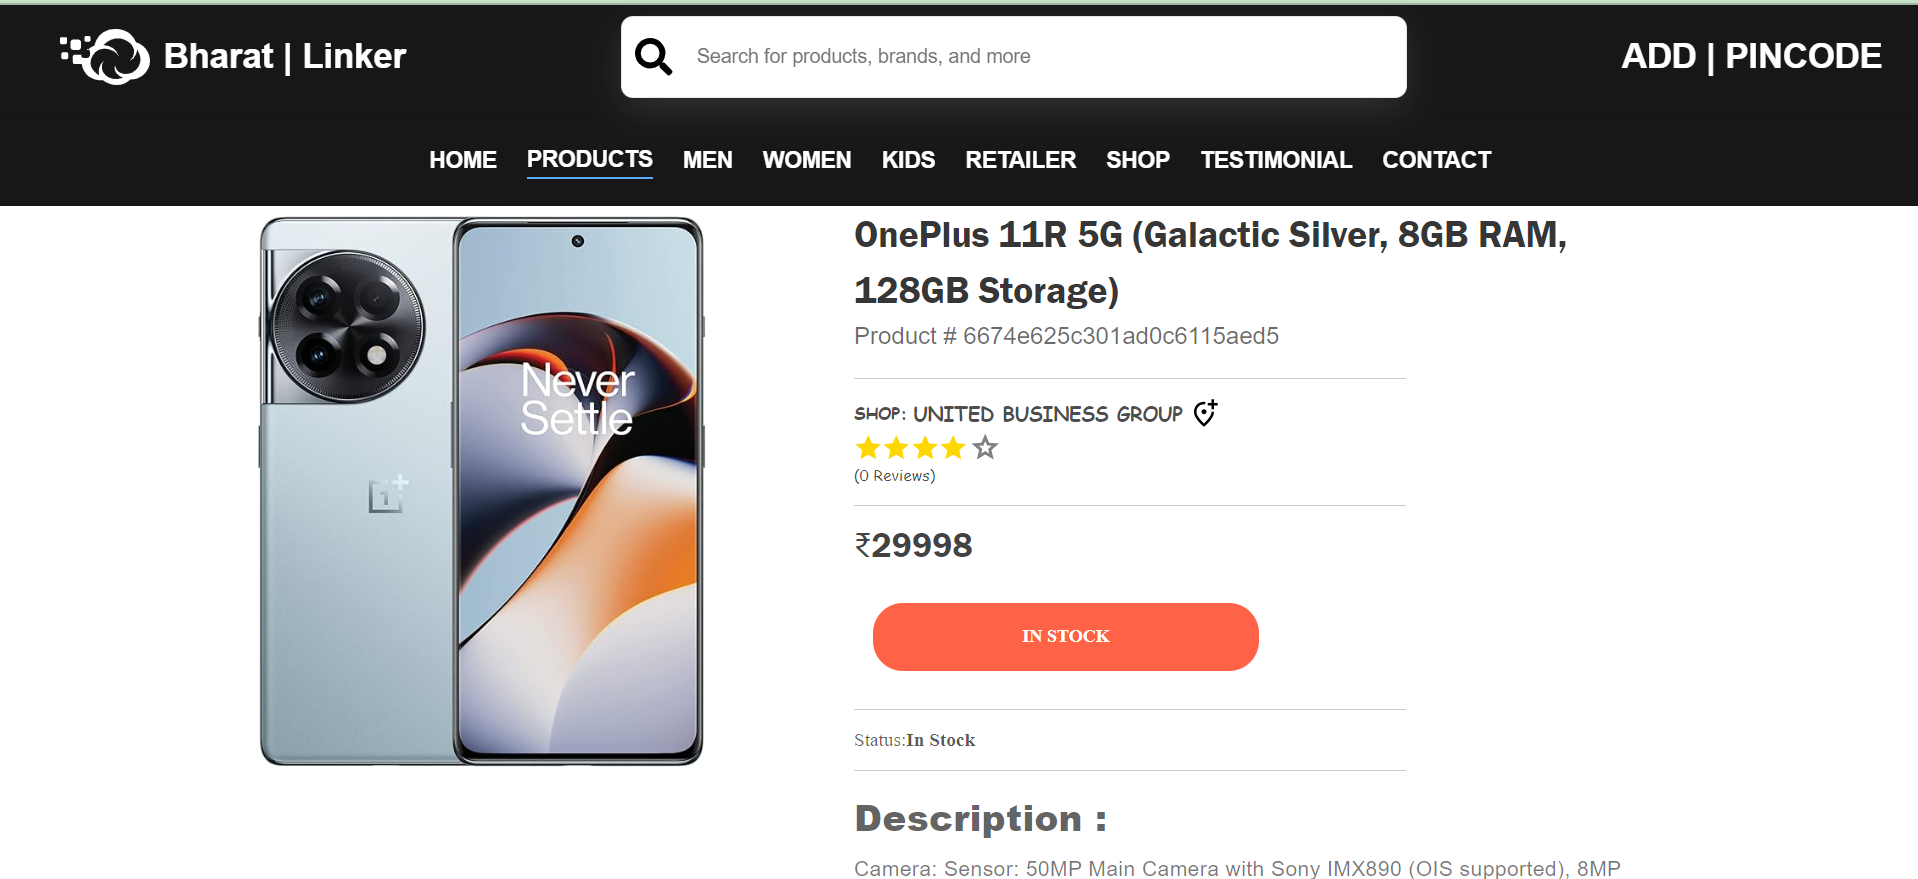 Bharat | Linker
Search for products, brands, and more
ADD | PINCODE
HOME PRODUCTS MEN WOMEN KIDS RETAILER SHOP TESTIMONIAL CONTACT
Never
Settle
1+
OnePlus 11R 5G (Galactic Silver, 8GB RAM,
128GB Storage)
Product # 6674e625c301ad0c6115aed5
SHOP: UNITED BUSINESS GROUP
(0 Reviews)
₹29998
IN STOCK
Status:In Stock
Description :
Camera: Sensor: 50MP Main Camera with Sony IMX890 (OIS supported), 8MP